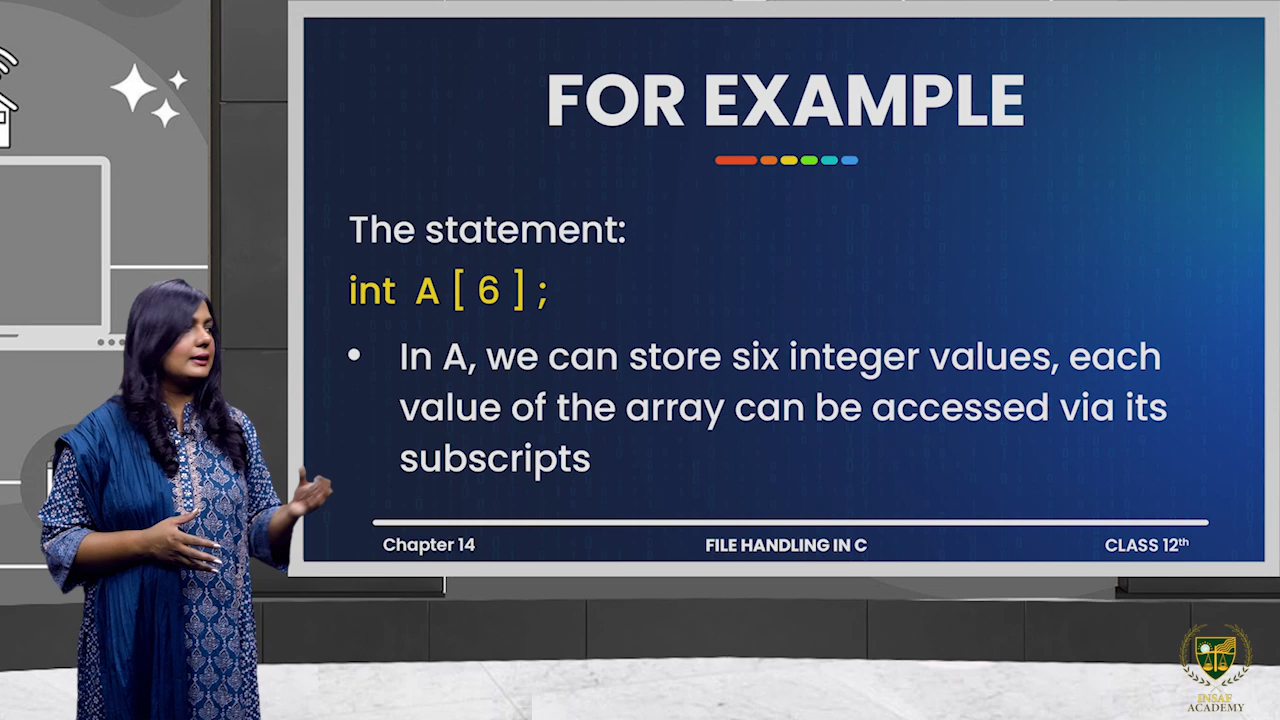 FOR EXAMPLE
The statement:
int A [ 6 ] ;
• In A, we can store six integer values, each
value of the array can be accessed via its
subscripts
Chapter 14
FILE HANDLING IN C
CLASS 12th
INSAF
ACADEMY